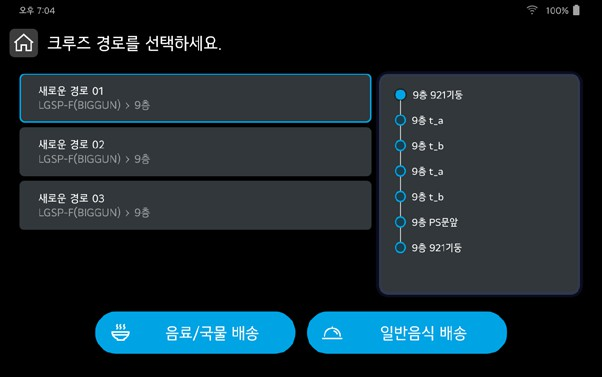 오후 7:04
100%
크루즈 경로를 선택하세요.
새로운 경로 01
LGSP-F(BIGGUN) > 9층
새로운 경로 02
LGSP-F(BIGGUN) > 9층
새로운 경로 03
LGSP-F(BIGGUN) > 9층
9층 921기둥
9층 t_a
9층 t_b
9층 t_a
9층 t_b
9층 PS문앞
9층 921기둥
음료/국물 배송
일반음식 배송